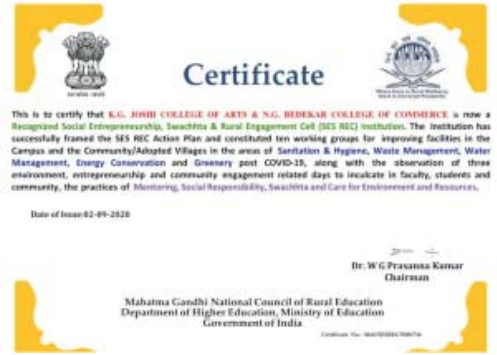 Certificate
This is to certify that K.G. JOSHI COLLEGE OF ARTS & N.G. BEDEKAR COLLEGE OF COMMERCE is now a
Recognized Social Entrepreneurship, Swachhta & Rural Engagement Cell (SES REC) Institution. The Institution has
successfully framed the SES REC Action Plan and constituted ten working groups for improving facilities in the
Campus and the Community/Adopted Villages in the areas of Sanitation & Hygiene, Waste Management, Water
Management, Energy Conservation and Greenery post COVID-19, along with the observation of three
environment, entrepreneurship and community engagement related days to inculcate in faculty, students and
community, the practices of Mentoring, Social Responsibility, Swachhta and Care for Environment and Resources.
Date of Issue:02-09-2020
Dr. W G Prasanna Kumar
Chairman
Mahatma Gandhi National Council of Rural Education
Department of Higher Education, Ministry of Education
Government of India
Certificate No.